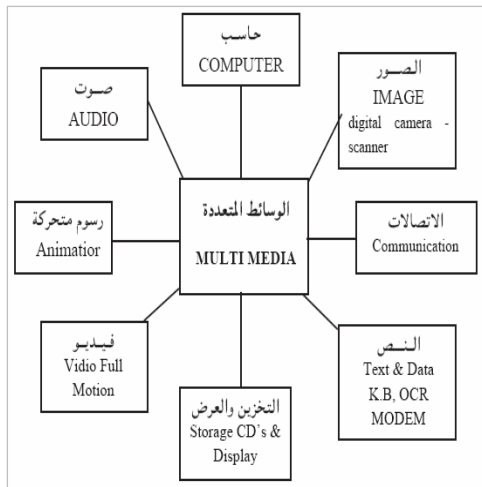 حاسب
COMPUTER
صوت
AUDIO
الصور
IMAGE
digital camera -
scanner
الوسائط المتعددة
MULTI MEDIA
رسوم متحركة
Animatior
الاتصالات
Communication
فيديو
Vidio Full
Motion
النص
Text & Data
K.B, OCR
MODEM
التخزين والعرض
Storage CD's &
Display